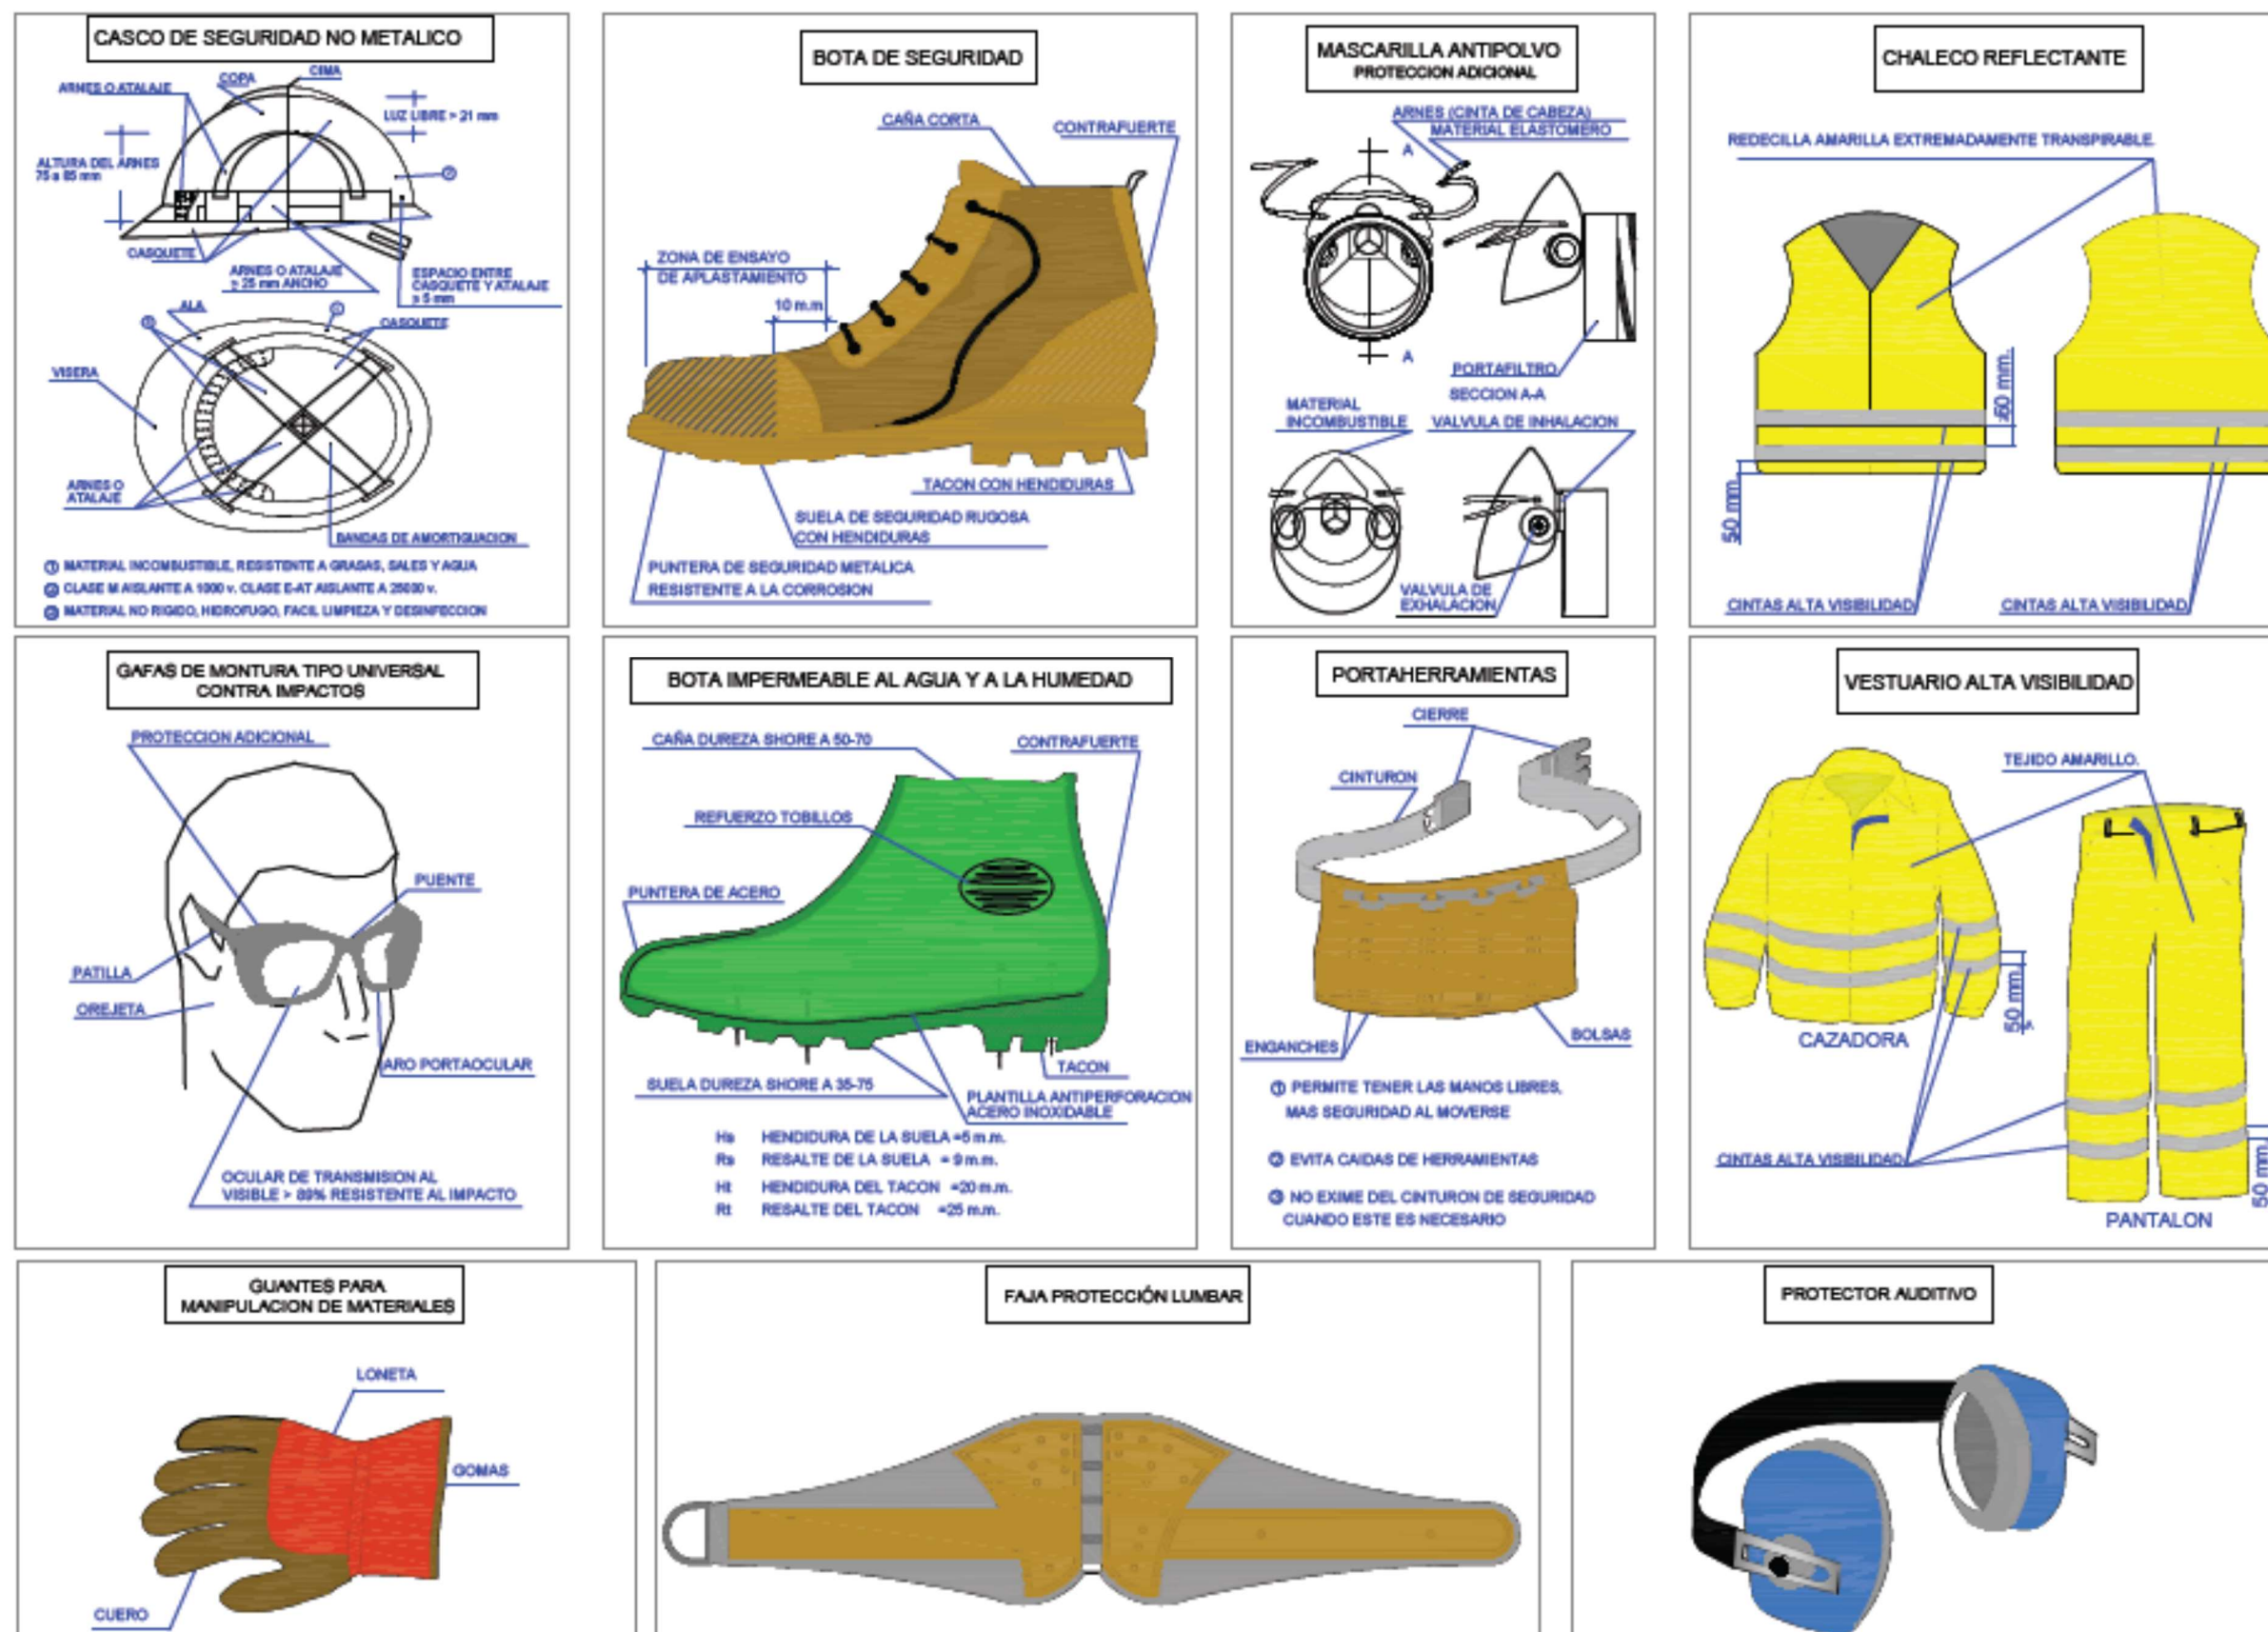 CASCO DE SEGURIDAD NO METALICO
CIMA
COPA
ARNES O ATALAJE
LUZ LIBRE > 21 mm
ALTURA DEL ARNES
75 a 85 mm
2
CASQUETE
ARNES O ATALAJE
≥ 25 mm ANCHO
ESPACIO ENTRE
CASQUETE Y ATALAJE
≥ 5 mm
ALA
3
1
CASQUETE
VISERA
ARNES O
ATALAJE
BANDAS DE AMORTIGUACION
1 MATERIAL INCOMBUSTIBLE, RESISTENTE A GRASAS, SALES Y AGUA
2 CLASE M AISLANTE A 1000 v. CLASE E-AT AISLANTE A 25000 v.
3 MATERIAL NO RIGIDO, HIDROFUGO, FACIL LIMPIEZA Y DESINFECCION
BOTA DE SEGURIDAD
CAÑA CORTA
CONTRAFUERTE
ZONA DE ENSAYO
DE APLASTAMIENTO
10 m.m
TACON CON HENDIDURAS
SUELA DE SEGURIDAD RUGOSA
CON HENDIDURAS
PUNTERA DE SEGURIDAD METALICA
RESISTENTE A LA CORROSION
MASCARILLA ANTIPOLVO
PROTECCION ADICIONAL
ARNES (CINTA DE CABEZA)
MATERIAL ELASTOMERO
A
A
PORTAFILTRO
SECCION A-A
MATERIAL
INCOMBUSTIBLE
VALVULA DE INHALACION
VALVULA DE
EXHALACION
CHALECO REFLECTANTE
REDECILLA AMARILLA EXTREMADAMENTE TRANSPIRABLE.
≥50 mm.
50 mm.
CINTAS ALTA VISIBILIDAD
CINTAS ALTA VISIBILIDAD
GAFAS DE MONTURA TIPO UNIVERSAL
CONTRA IMPACTOS
PROTECCION ADICIONAL
PUENTE
PATILLA
OREJETA
ARO PORTAOCULAR
OCULAR DE TRANSMISION AL
VISIBLE > 89% RESISTENTE AL IMPACTO
BOTA IMPERMEABLE AL AGUA Y A LA HUMEDAD
CAÑA DUREZA SHORE A 50-70
CONTRAFUERTE
REFUERZO TOBILLOS
PUNTERA DE ACERO
TACON
SUELA DUREZA SHORE A 35-75
PLANTILLA ANTIPERFORACION
ACERO INOXIDABLE
Hs HENDIDURA DE LA SUELA =5 m.m.
Rs RESALTE DE LA SUELA = 9 m.m.
Ht HENDIDURA DEL TACON =20 m.m.
Rt RESALTE DEL TACON =25 m.m.
PORTAHERRAMIENTAS
CIERRE
CINTURON
BOLSAS
ENGANCHES
1 PERMITE TENER LAS MANOS LIBRES,
MAS SEGURIDAD AL MOVERSE
2 EVITA CAIDAS DE HERRAMIENTAS
3 NO EXIME DEL CINTURON DE SEGURIDAD
CUANDO ESTE ES NECESARIO
VESTUARIO ALTA VISIBILIDAD
TEJIDO AMARILLO.
50 mm.
CAZADORA
CINTAS ALTA VISIBILIDAD
50 mm.
PANTALON
GUANTES PARA
MANIPULACION DE MATERIALES
LONETA
GOMAS
CUERO
FAJA PROTECCIÓN LUMBAR
PROTECTOR AUDITIVO